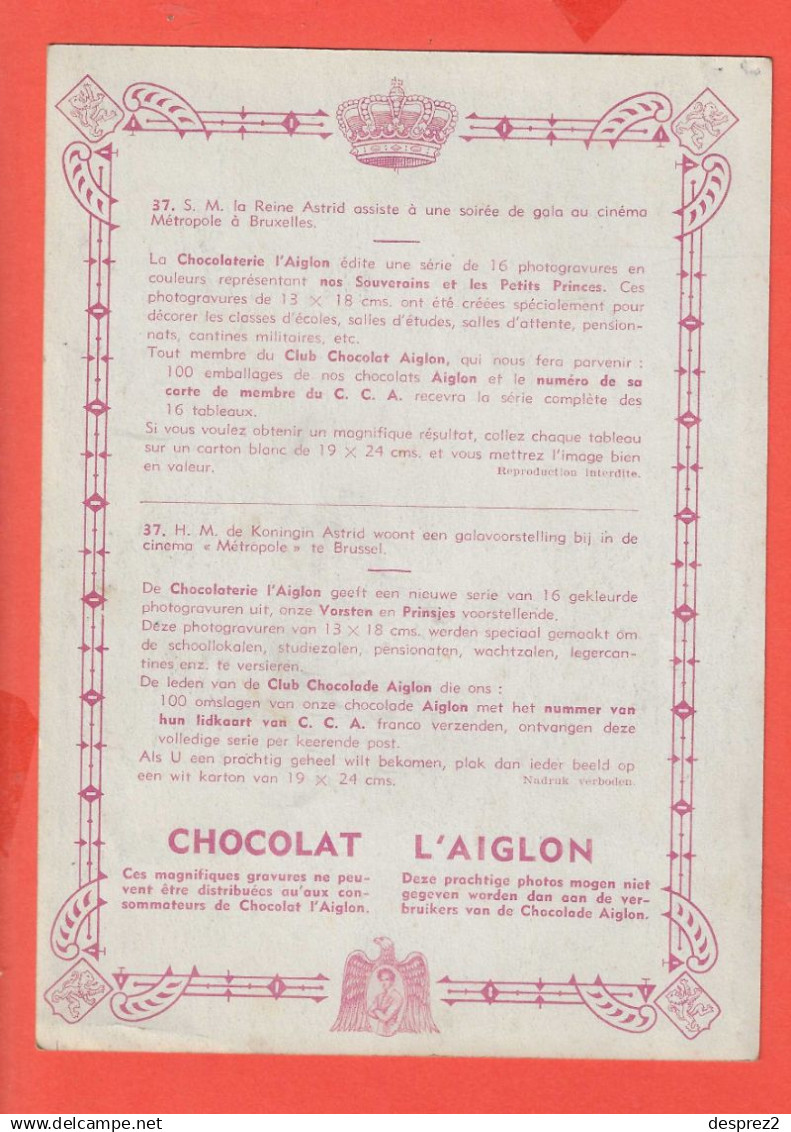 37. S. M. la Reine Astrid assiste à une soirée de gala au cinéma
Métropole à Bruxelles.
La Chocolaterie l'Aiglon édite une série de 16 photogravures en
couleurs représentant nos Souverains et les Petits Princes. Ces
photogravures de 13 × 18 cms. ont été créées spécialement pour
décorer les classes d'écoles, salles d'études, salles d'attente, pension-
nats, cantines militaires, etc.
Tout membre du Club Chocolat Aiglon, qui nous fera parvenir :
100 emballages de nos chocolats Aiglon et le numéro de sa
carte de membre du C. C. A. recevra la série complète des
16 tableaux.
Si vous voulez obtenir un magnifique résultat, collez chaque tableau
sur un carton blanc de 19 × 24 cms. et vous mettrez l'image bien
en valeur. Reproduction interdite.
37. H. M. de Koningin Astrid woont een galavoorstelling bij in de
cinema « Métropole » te Brussel.
De Chocolaterie l'Aiglon geeft een nieuwe serie van 16 gekleurde
photogravuren uit, onze Vorsten en Prinsjes voorstellende.
Deze photogravuren van 13 × 18 cms. werden speciaal gemaakt om
de schoollokalen, studiezalen, pensionaten, wachtzalen, legercan-
tines enz. te versieren.
De leden van de Club Chocolade Aiglon die ons :
100 omslagen van onze chocolade Aiglon met het nummer van
hun lidkaart van C. C. A. franco verzenden, ontvangen deze
volledige serie per keerende post.
Als U een prachtig geheel wilt bekomen, plak dan ieder beeld op
een wit karton van 19 × 24 cms. Nadruk verboden.
CHOCOLAT L'AIGLON
Ces magnifiques gravures ne peu-
vent être distribuées qu'aux con-
sommateurs de Chocolat l'Aiglon.
Deze prachtige photos mogen niet
gegeven worden dan aan de ver-
bruikers van de Chocolade Aiglon.
delcampe.net
desprez2